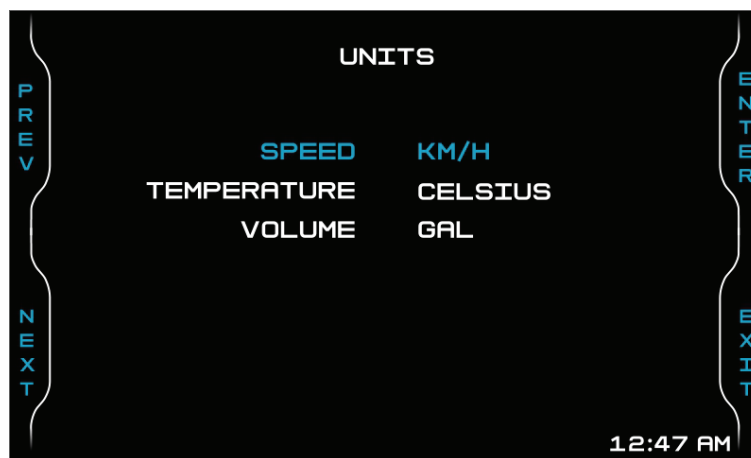 UNITS
PREV
ENTER
SPEED KM/H
TEMPERATURE CELSIUS
VOLUME GAL
NEXT
EXIT
12:47 AM